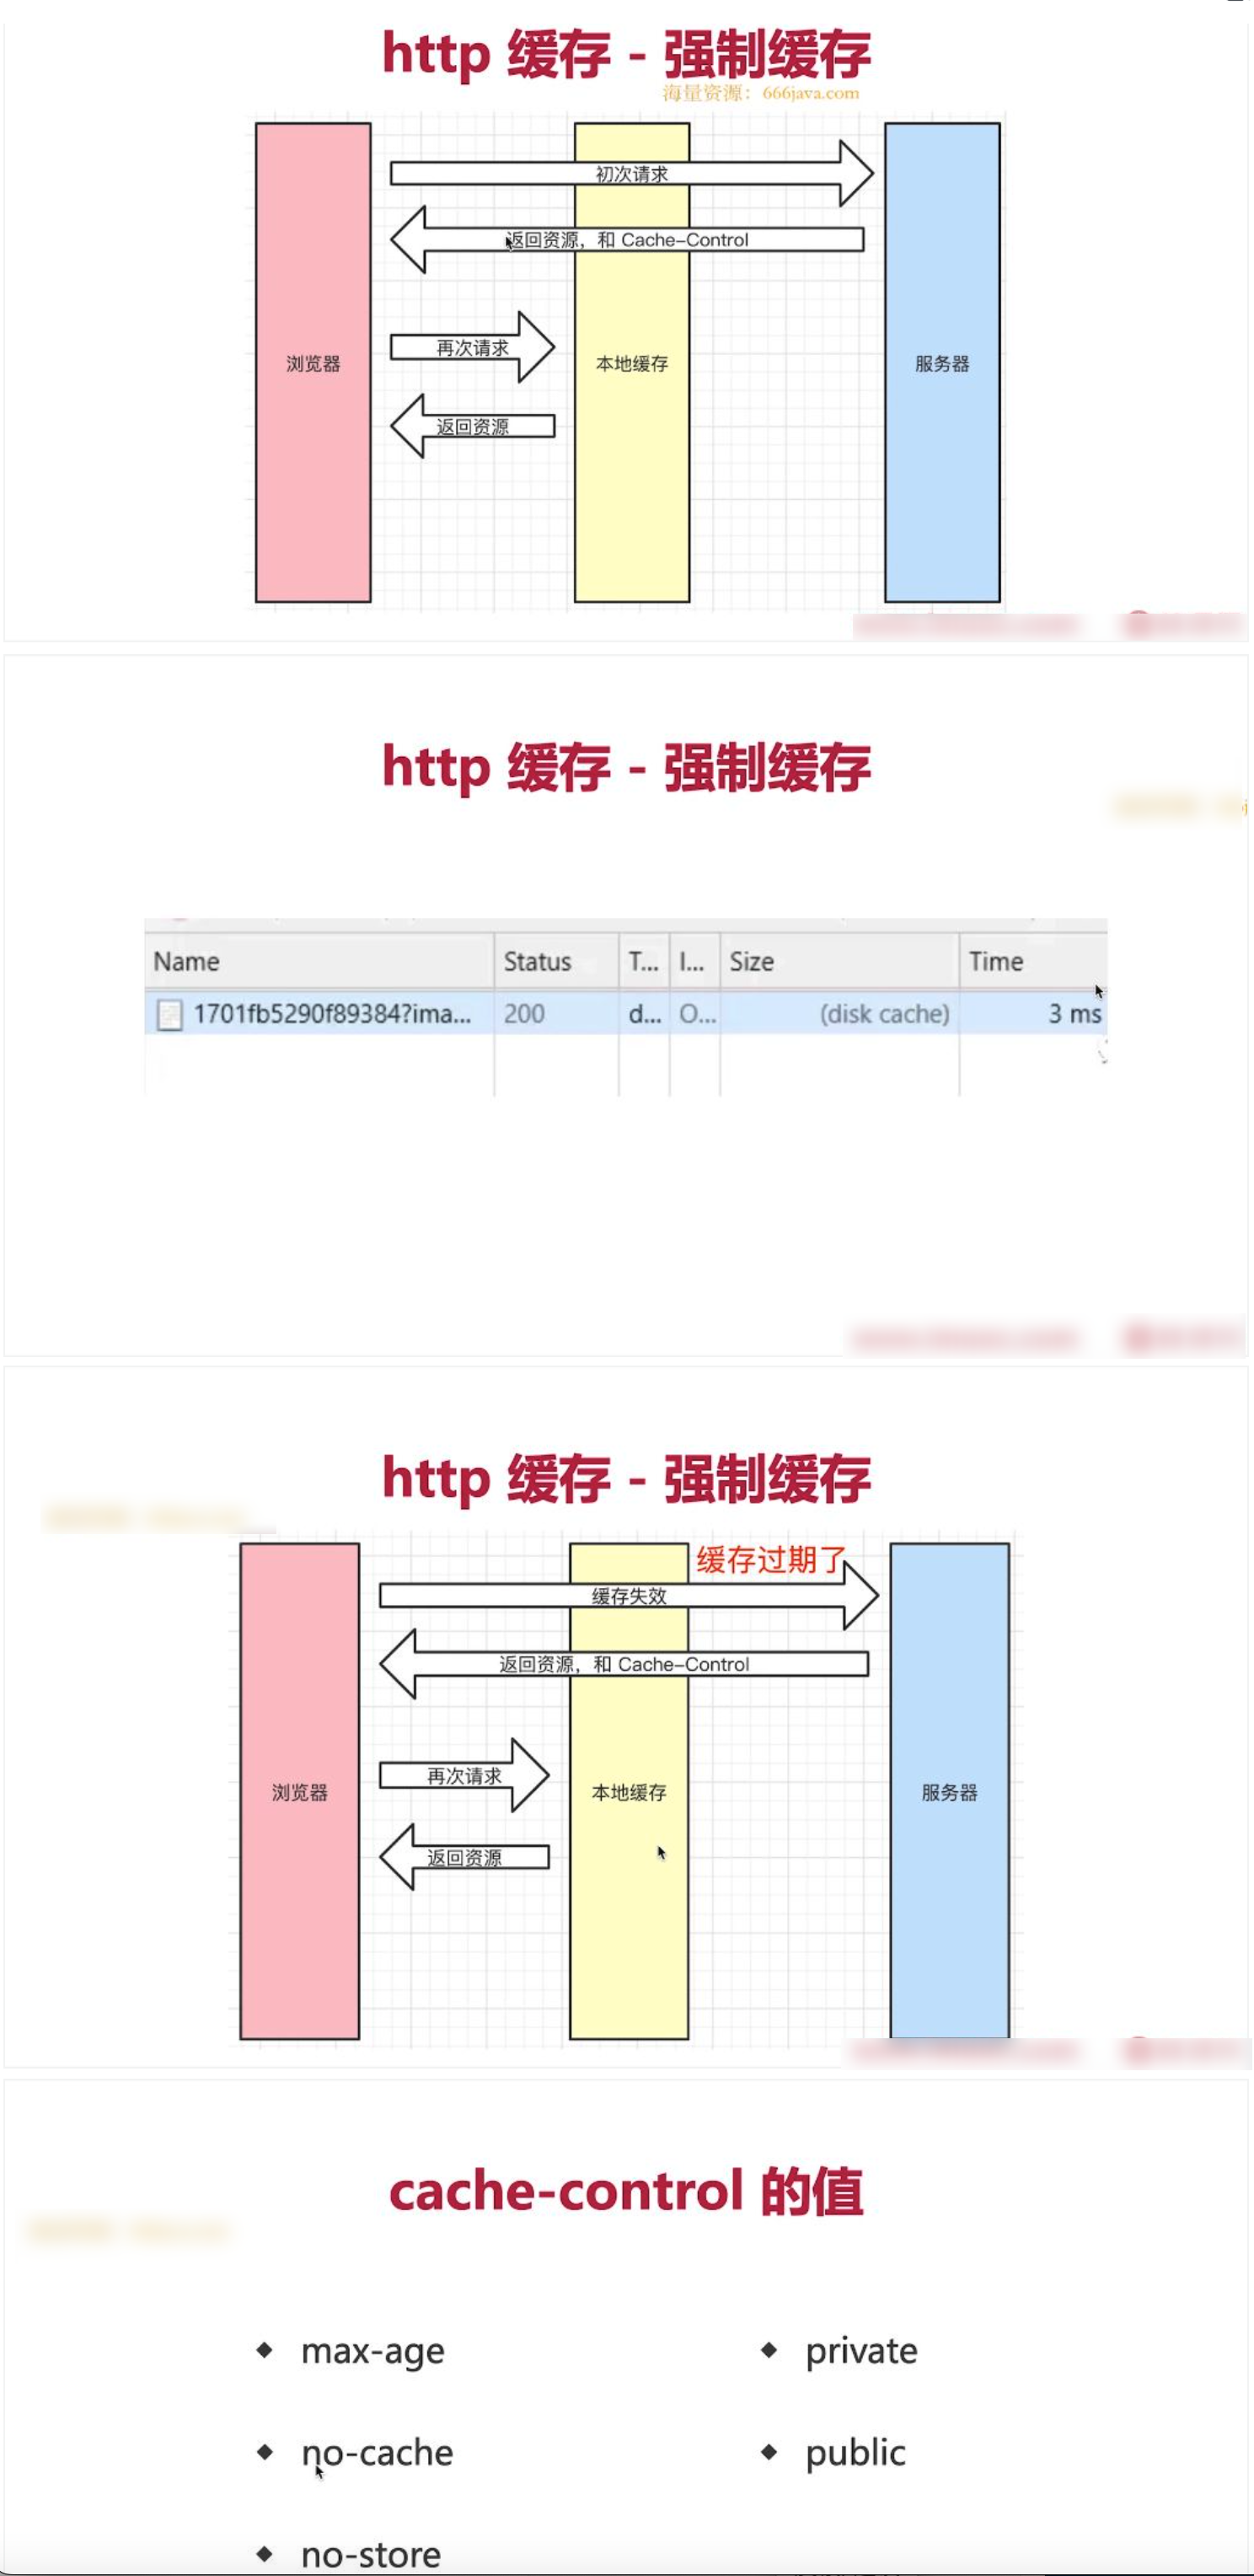 http 缓存 - 强制缓存
海量资源：666java.com
初次请求
返回资源，和 Cache-Control
再次请求
浏览器
本地缓存
服务器
返回资源
http 缓存 - 强制缓存
Name Status T... I... Size Time
1701fb5290f89384?ima... 200 d... O... (disk cache) 3 ms
http 缓存 - 强制缓存
缓存过期了
缓存失效
返回资源，和 Cache-Control
再次请求
浏览器
本地缓存
服务器
返回资源
cache-control 的值
◆ max-age
◆ private
◆ no-cache
◆ public
◆ no-store